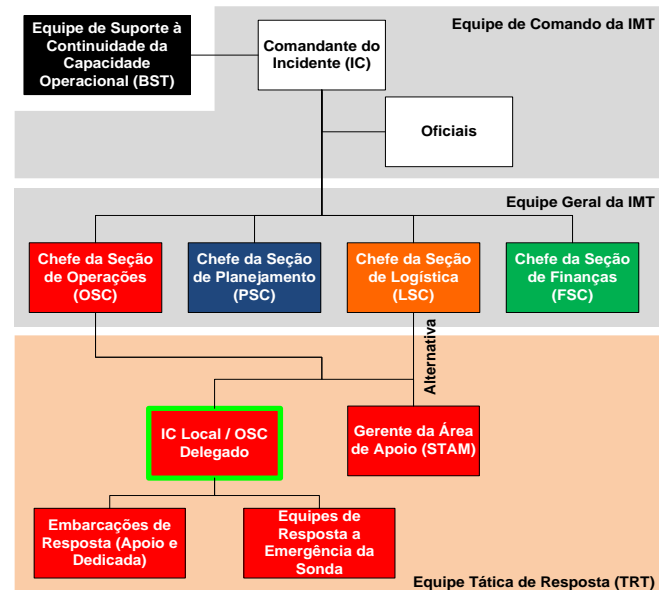 Equipe de Comando da IMT
Equipe de Suporte à
Continuidade da
Capacidade
Operacional (BST)
Comandante do
Incidente (IC)
Oficiais
Equipe Geral da IMT
Chefe da Seção
de Operações
(OSC)
Chefe da Seção
de Planejamento
(PSC)
Chefe da Seção
de Logística
(LSC)
Chefe da Seção
de Finanças
(FSC)
Alternativa
IC Local / OSC
Delegado
Gerente da Área
de Apoio (STAM)
Embarcações de
Resposta (Apoio e
Dedicada)
Equipes de
Resposta a
Emergência da
Sonda
Equipe Tática de Resposta (TRT)